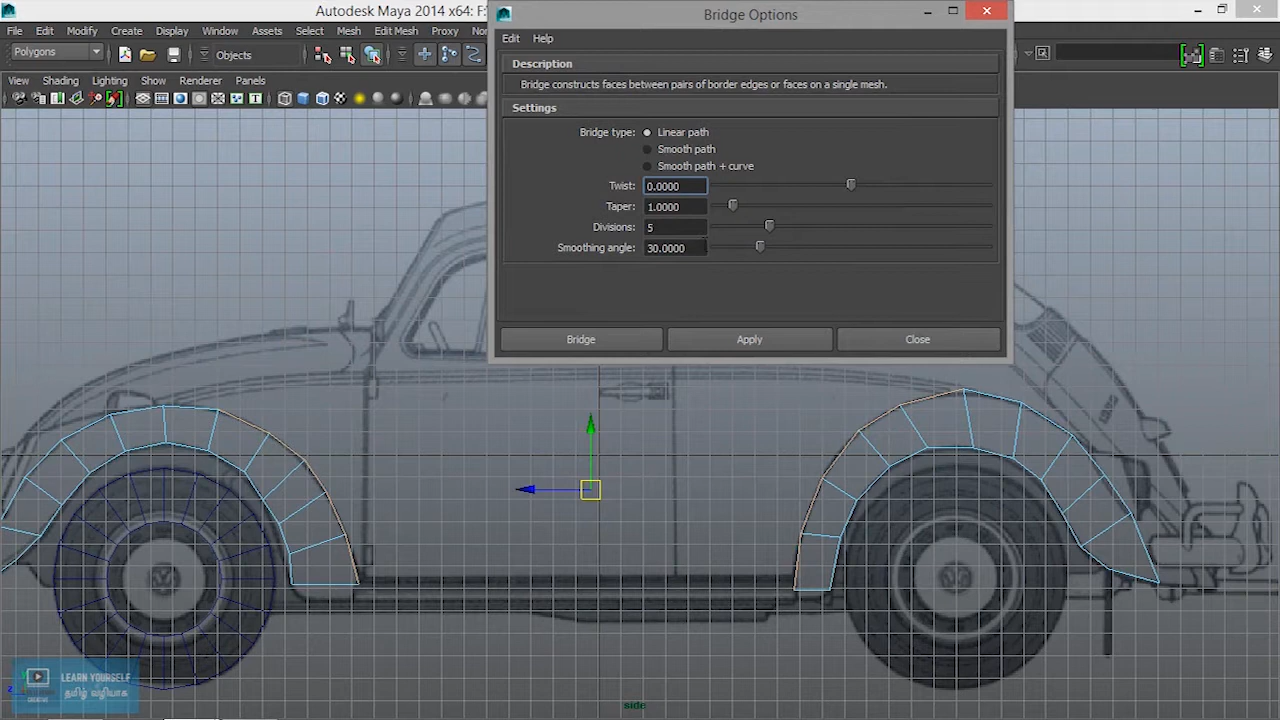 Autodesk Maya 2014 x64: F:
Bridge Options
File Edit Modify Create Display Window Assets Select Mesh Edit Mesh Proxy
Edit Help
Polygons
Objects
Description
View Shading Lighting Show Renderer Panels
Bridge constructs faces between pairs of border edges or faces on a single mesh.
Settings
Bridge type: Linear path
Smooth path
Smooth path + curve
Twist: 0.0000
Taper: 1.0000
Divisions: 5
Smoothing angle: 30.0000
Bridge Apply Close
LEARN YOURSELF
தமிழ் வழியாக
side